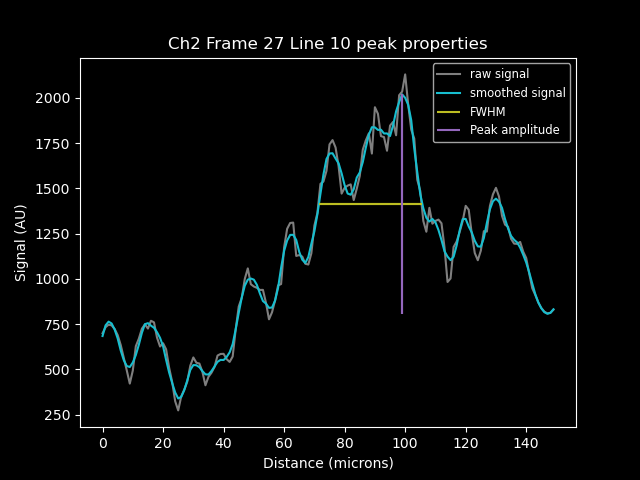 Ch2 Frame 27 Line 10 peak properties
raw signal
smoothed signal
FWHM
Peak amplitude
Signal (AU)
2000
1750
1500
1250
1000
750
500
250
0 20 40 60 80 100 120 140
Distance (microns)